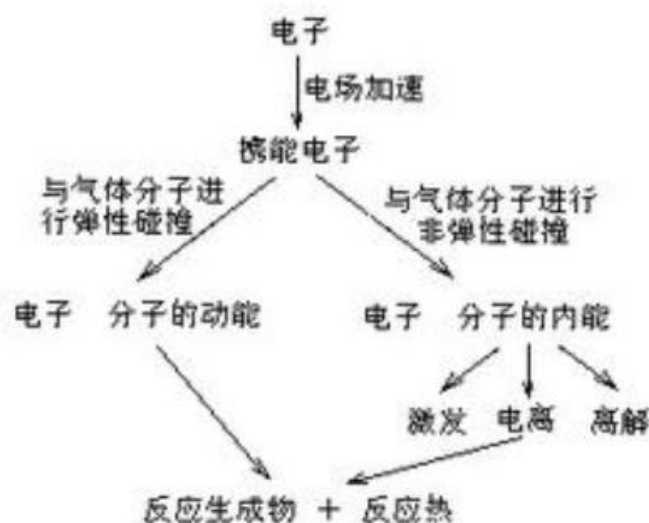 电子
电场加速
携能电子
与气体分子进
行弹性碰撞
与气体分子进行
非弹性碰撞
电子 分子的动能
电子 分子的内能
激发 电离 离解
反应生成物 + 反应热